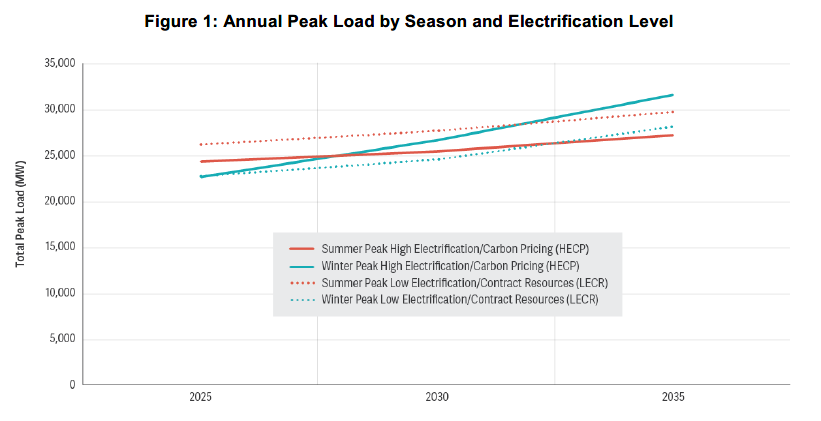 Figure 1: Annual Peak Load by Season and Electrification Level
Total Peak Load (MW)
35,000
30,000
25,000
20,000
15,000
10,000
5,000
0
Summer Peak High Electrification/Carbon Pricing (HECP)
Winter Peak High Electrification/Carbon Pricing (HECP)
Summer Peak Low Electrification/Contract Resources (LECR)
Winter Peak Low Electrification/Contract Resources (LECR)
2025
2030
2035